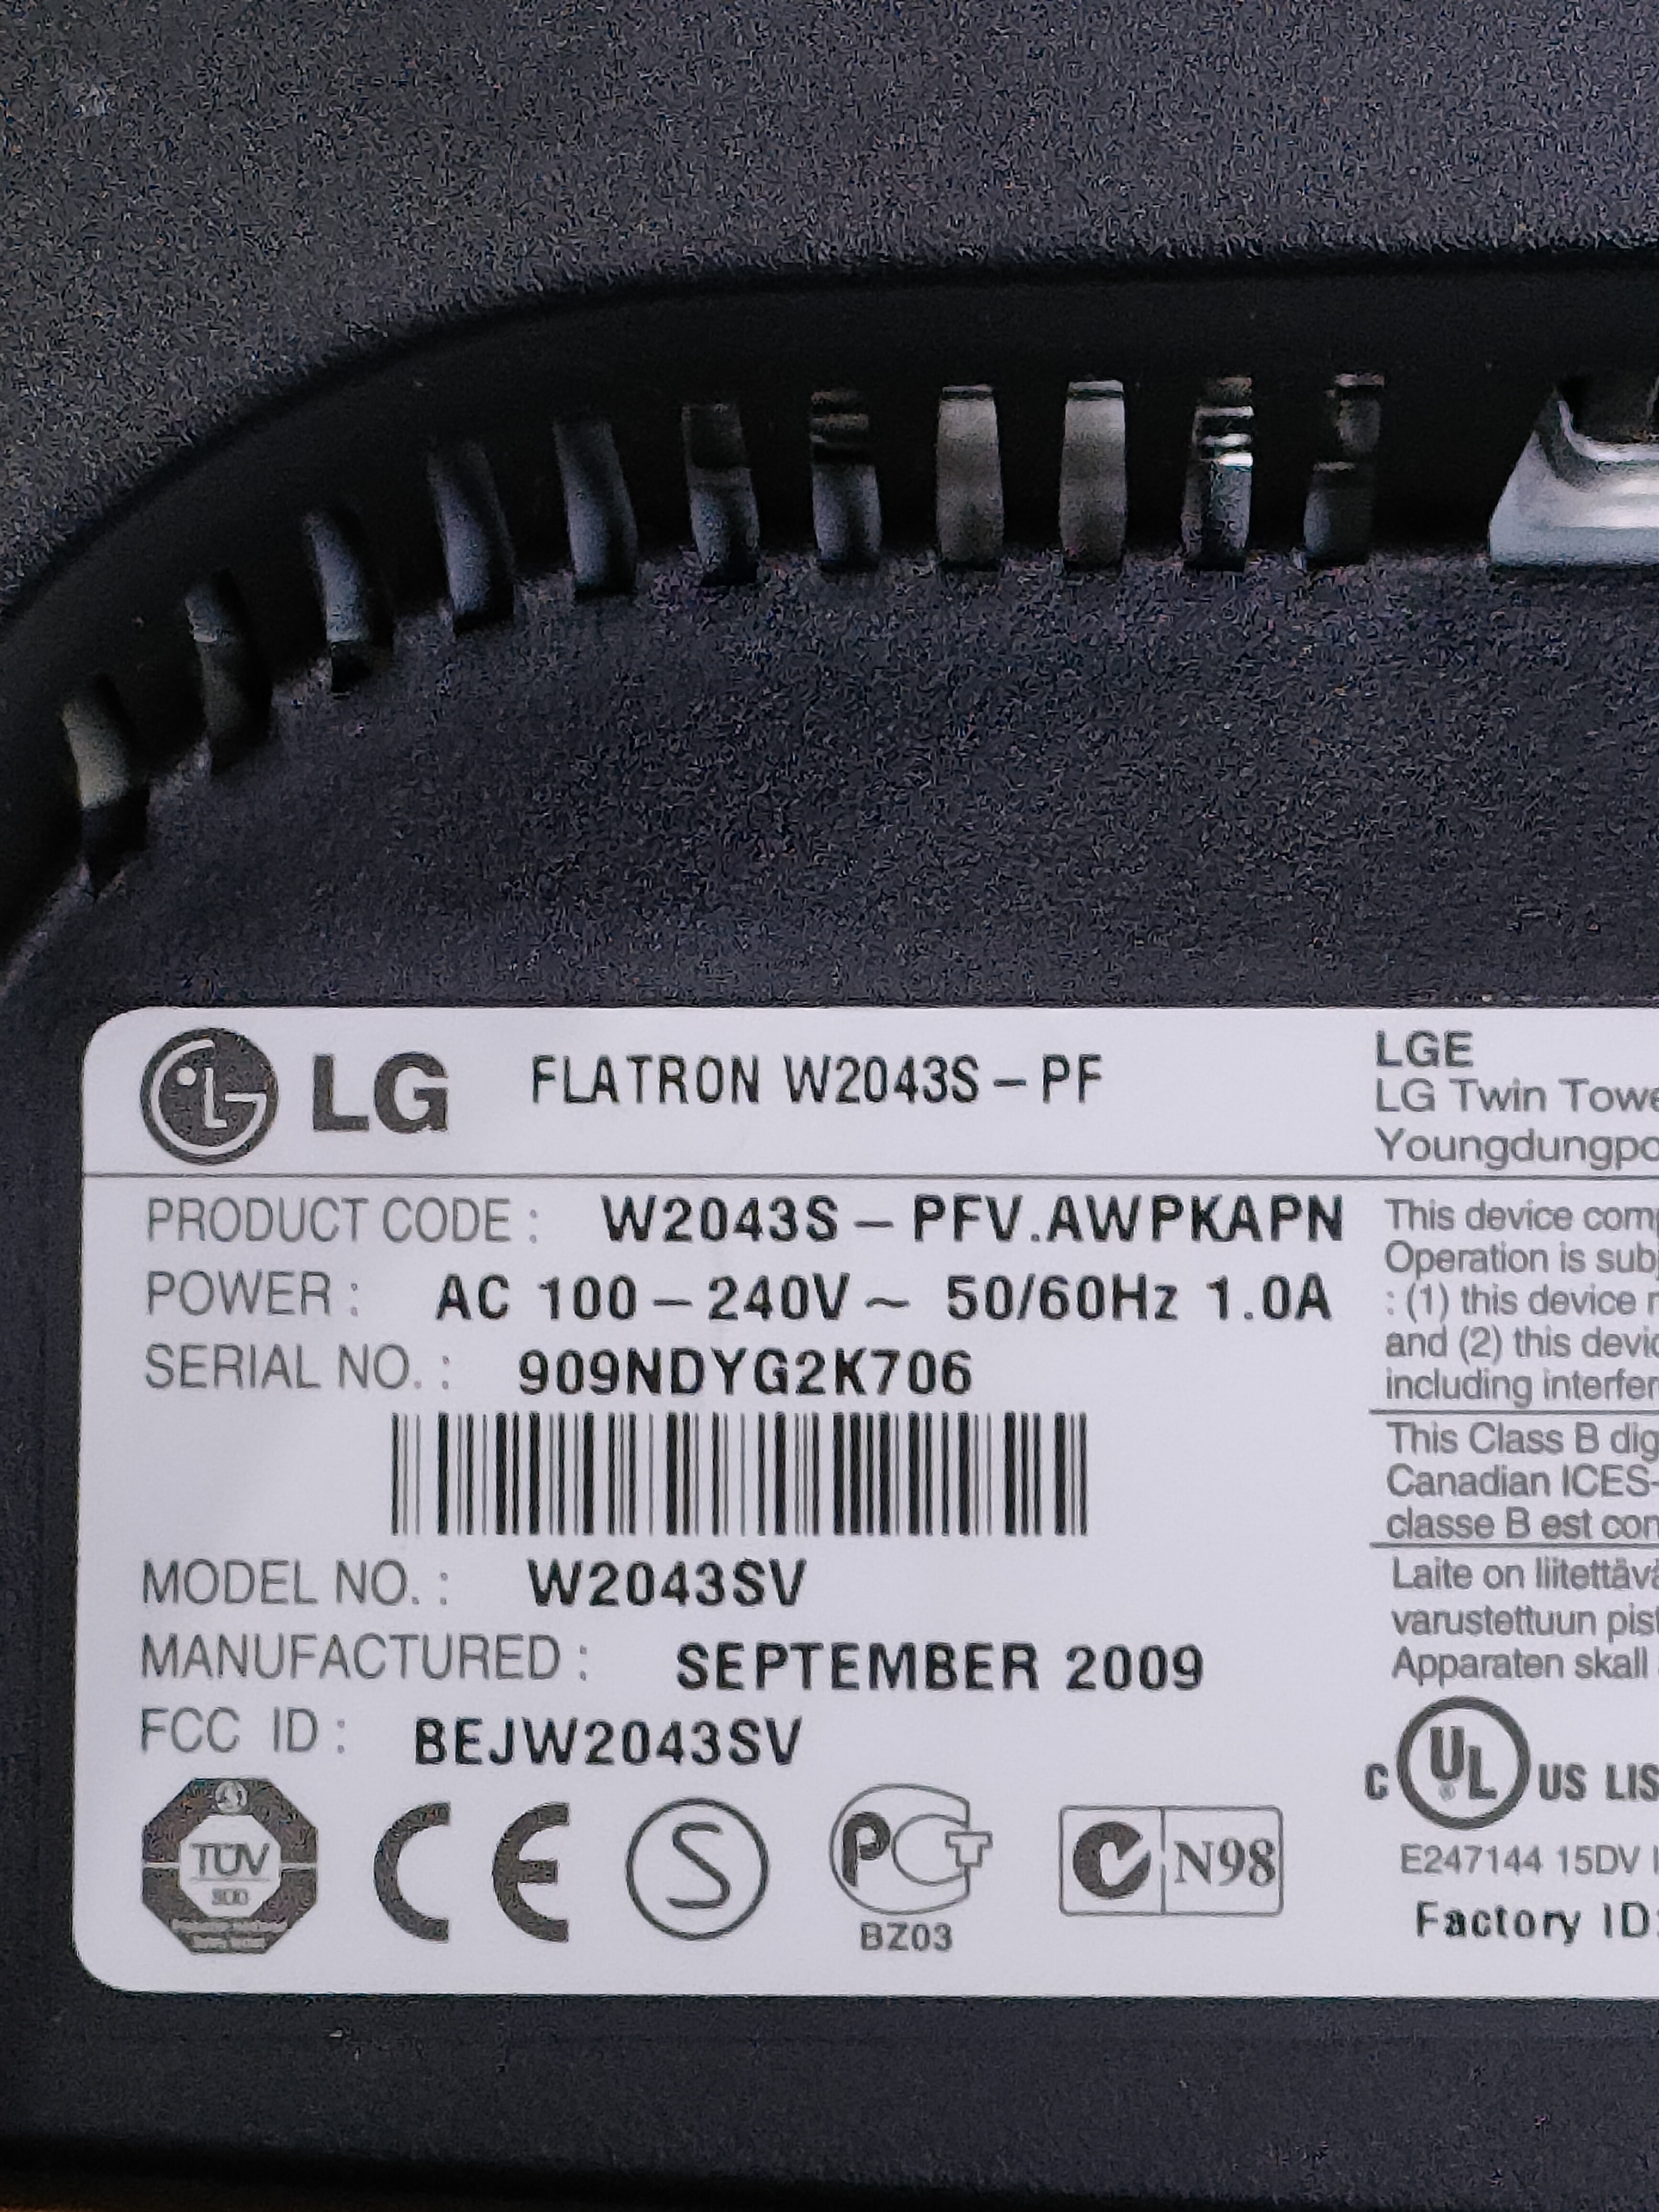 LG FLATRON W2043S – PF
PRODUCT CODE : W2043S – PFV.AWPKAPN
POWER : AC 100 – 240V ~ 50/60Hz 1.0A
SERIAL NO. : 909NDYG2K706
MODEL NO. : W2043SV
MANUFACTURED : SEPTEMBER 2009
FCC ID : BEJW2043SV
TÜV
CE
S
PCT
BZ03
N98
LGE
LG Twin Towe
Youngdungpo
This device comp
Operation is subj
: (1) this device
and (2) this devic
including interfer
This Class B dig
Canadian ICES-
classe B est con
Laite on liitettävä
varustettuun pist
Apparaten skall
C UL ® US LIS
E247144 15DV
Factory ID: